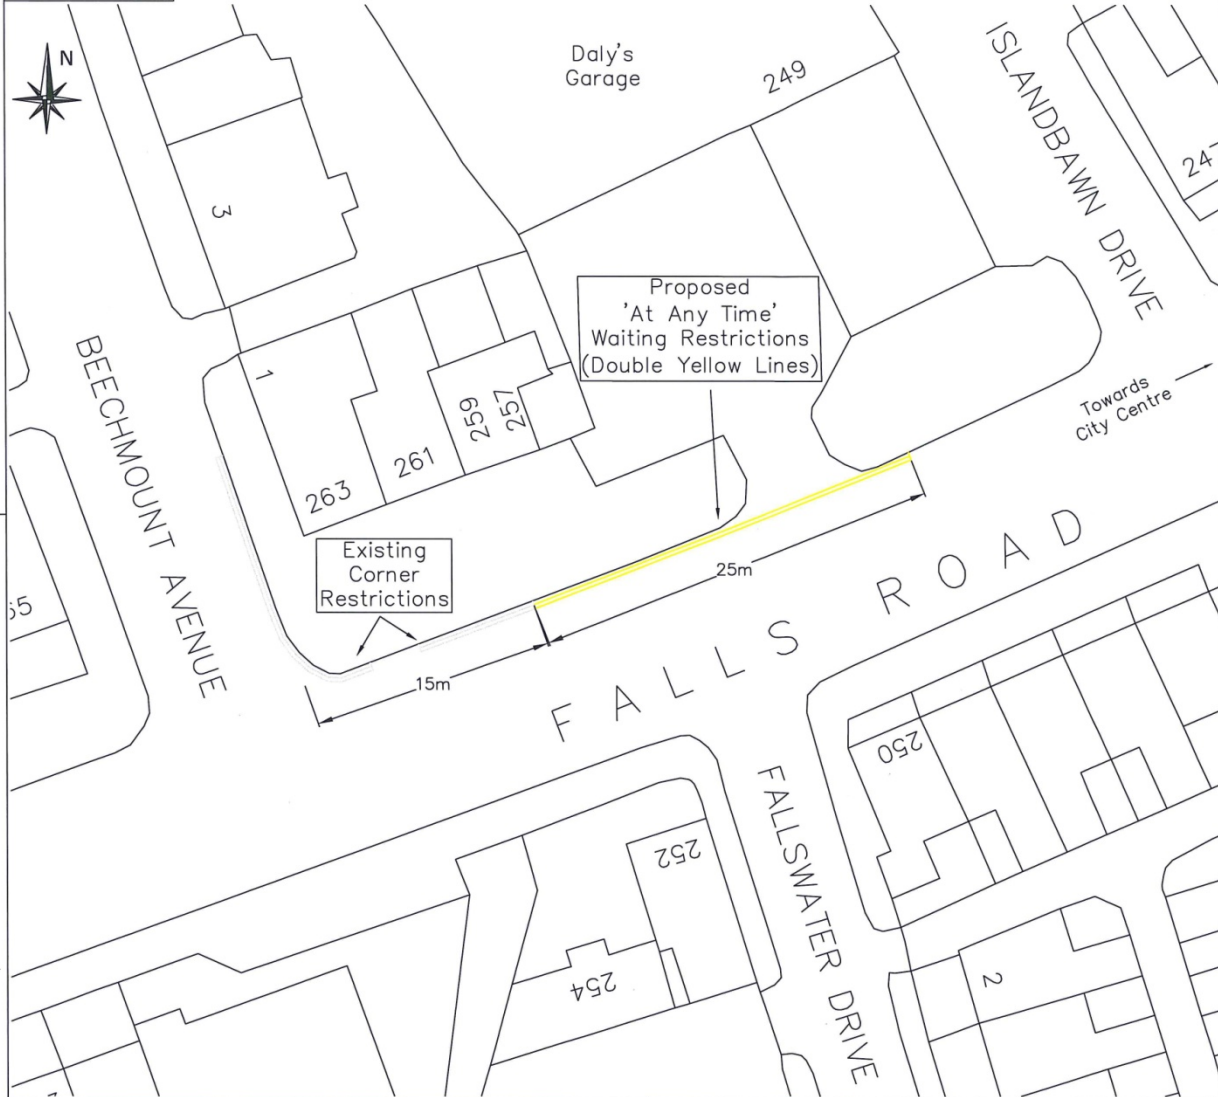 N
Daly's
Garage
249
ISLANDBAWN DRIVE
24
3
Proposed
'At Any Time'
Waiting Restrictions
(Double Yellow Lines)
BEECHMOUNT AVENUE
1
Towards
City Centre
257
259
261
263
Existing
Corner
Restrictions
25m
15m
FALLS ROAD
250
252
254
FALLSWATER DRIVE
2